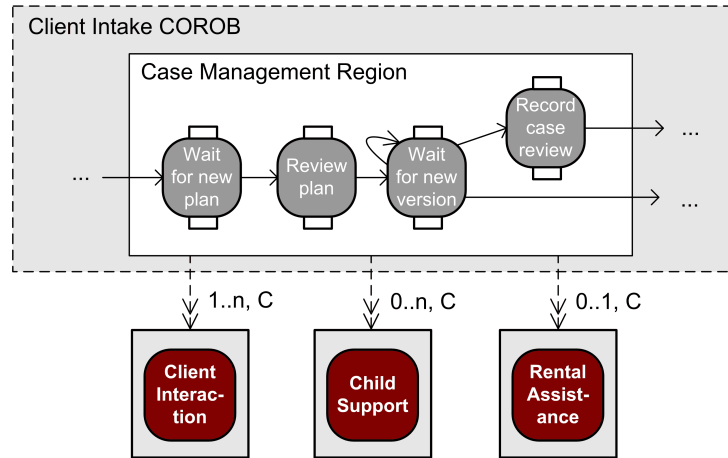 Client Intake COROB
Case Management Region
Record
case
review
...
Wait
for new
plan
Review
plan
Wait
for new
version
...
...
1..n, C
0..n, C
0..1, C
Client
Interac-
tion
Child
Support
Rental
Assist-
ance